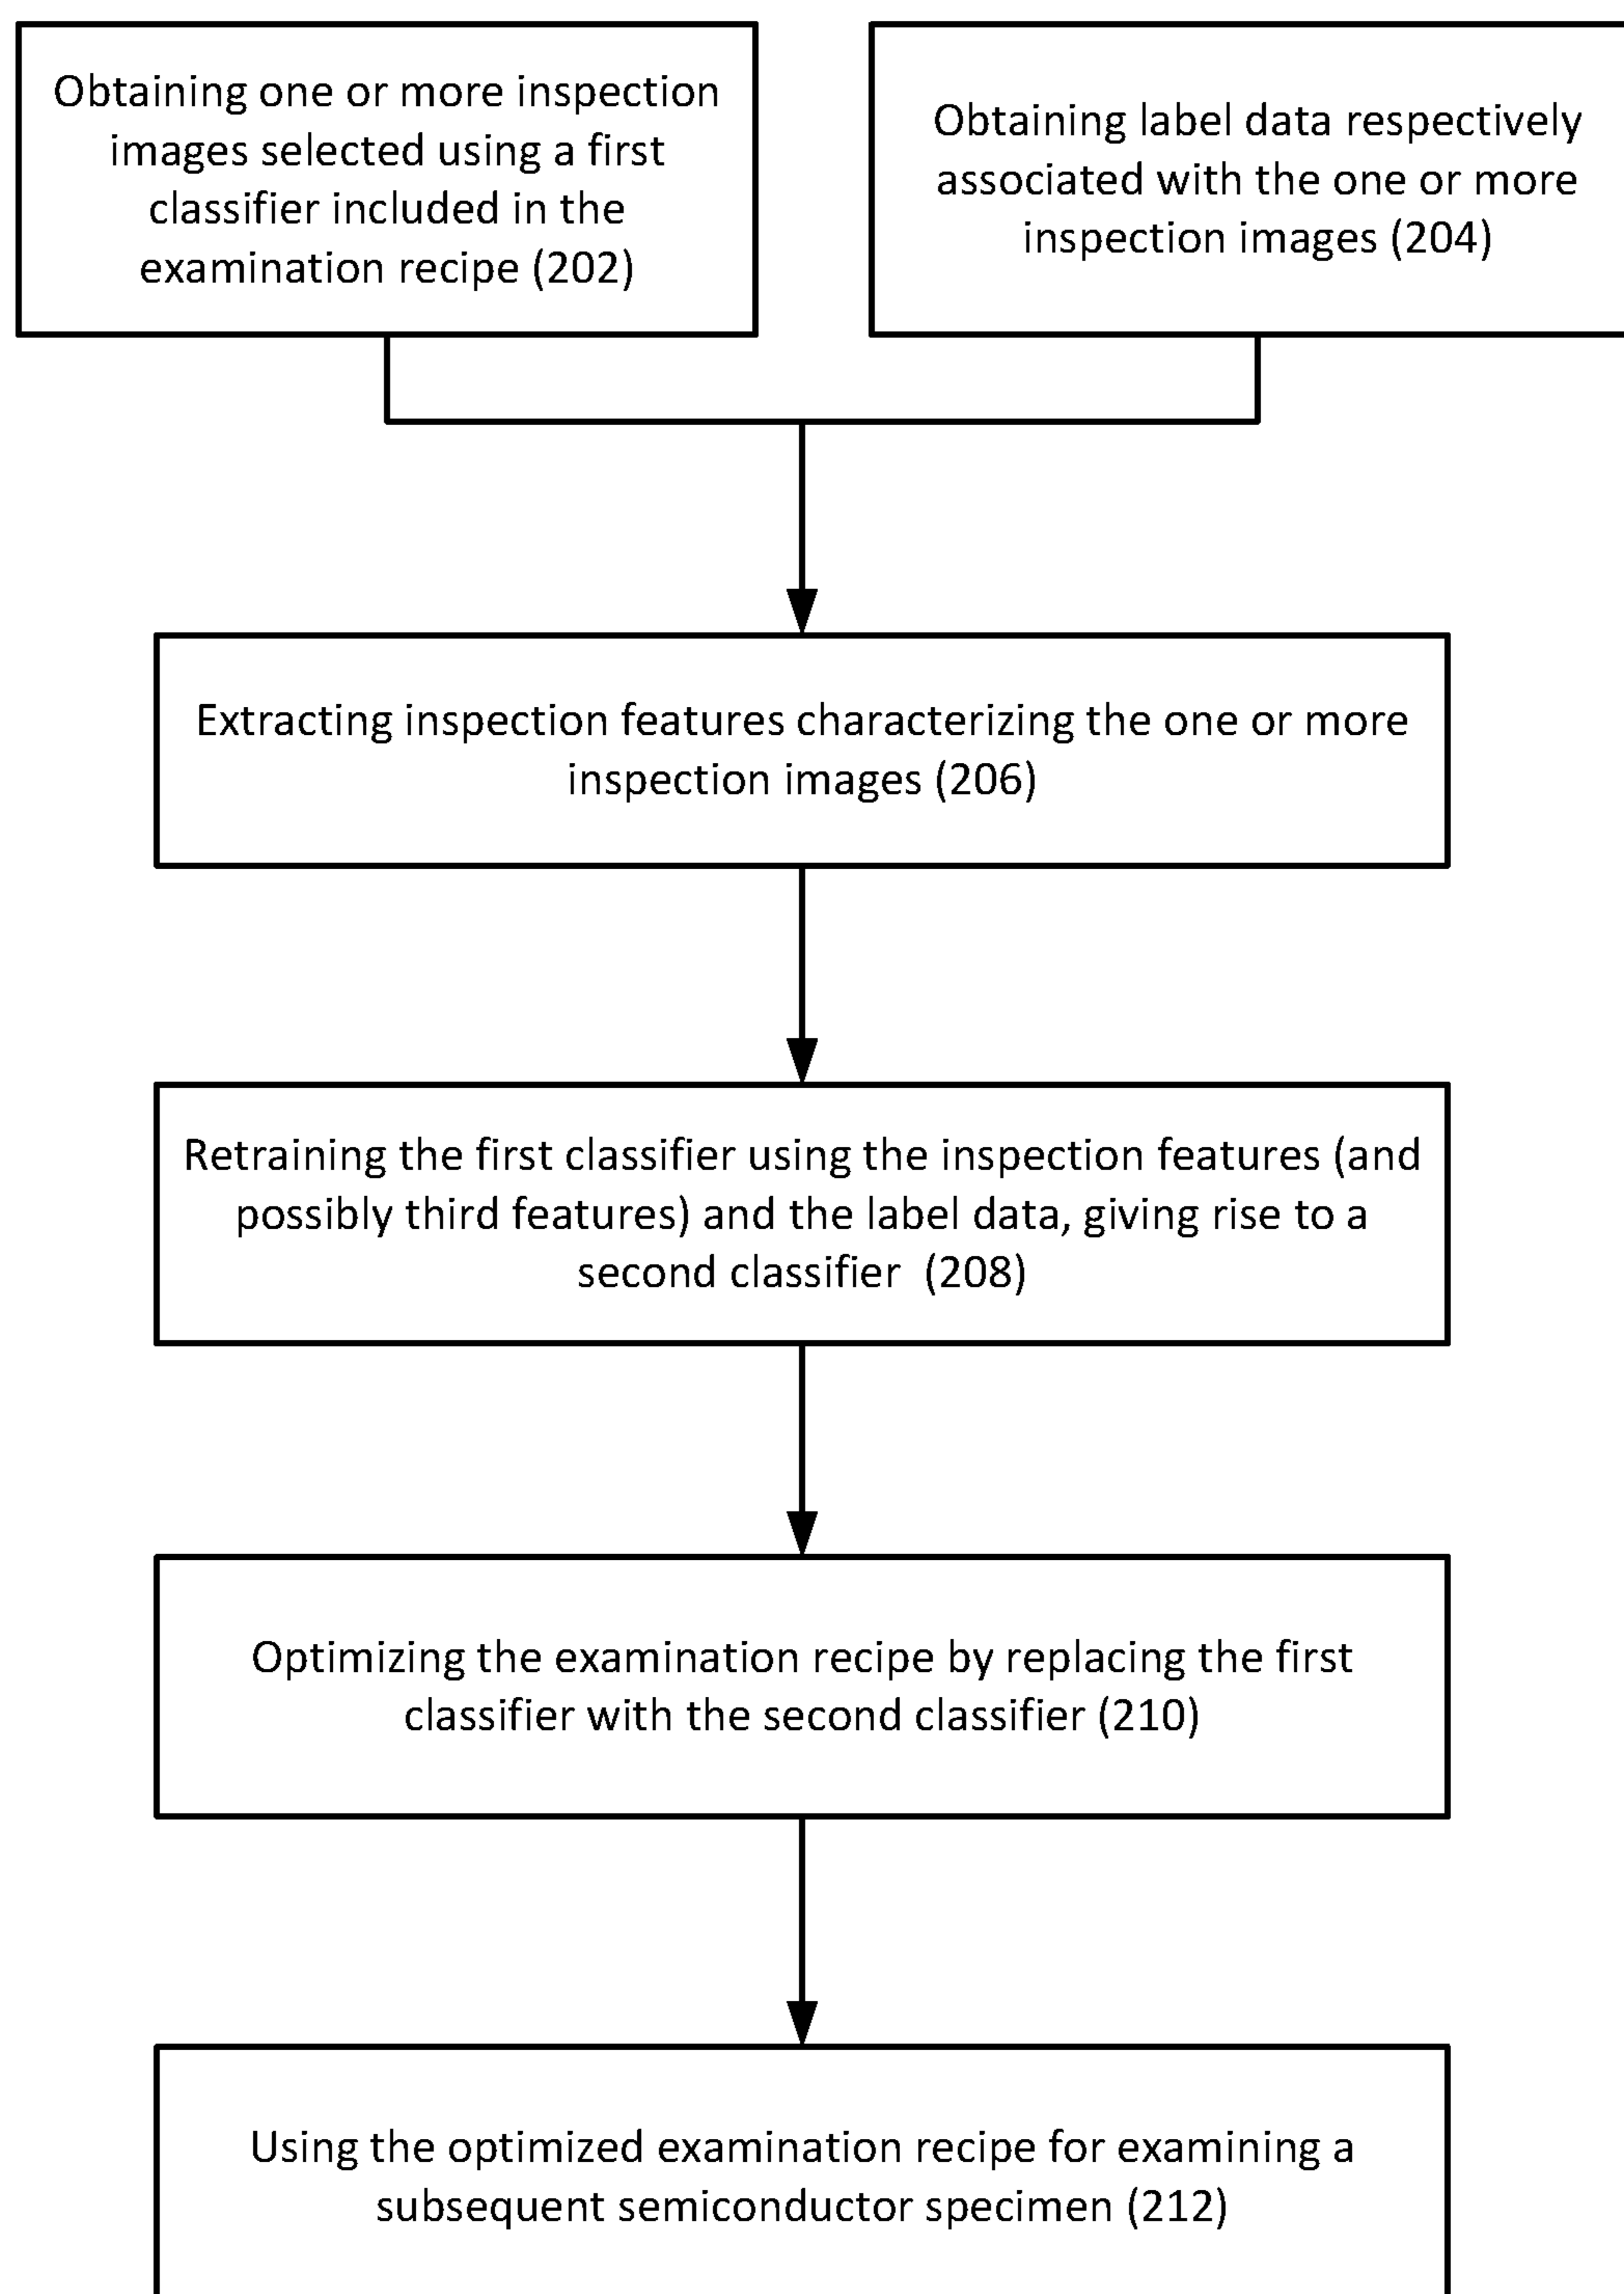 Obtaining one or more inspection
images selected using a first
classifier included in the
examination recipe (202)
Obtaining label data respectively
associated with the one or more
inspection images (204)
Extracting inspection features characterizing the one or more
inspection images (206)
Retraining the first classifier using the inspection features (and
possibly third features) and the label data, giving rise to a
second classifier  (208)
Optimizing the examination recipe by replacing the first
classifier with the second classifier (210)
Using the optimized examination recipe for examining a
subsequent semiconductor specimen (212)